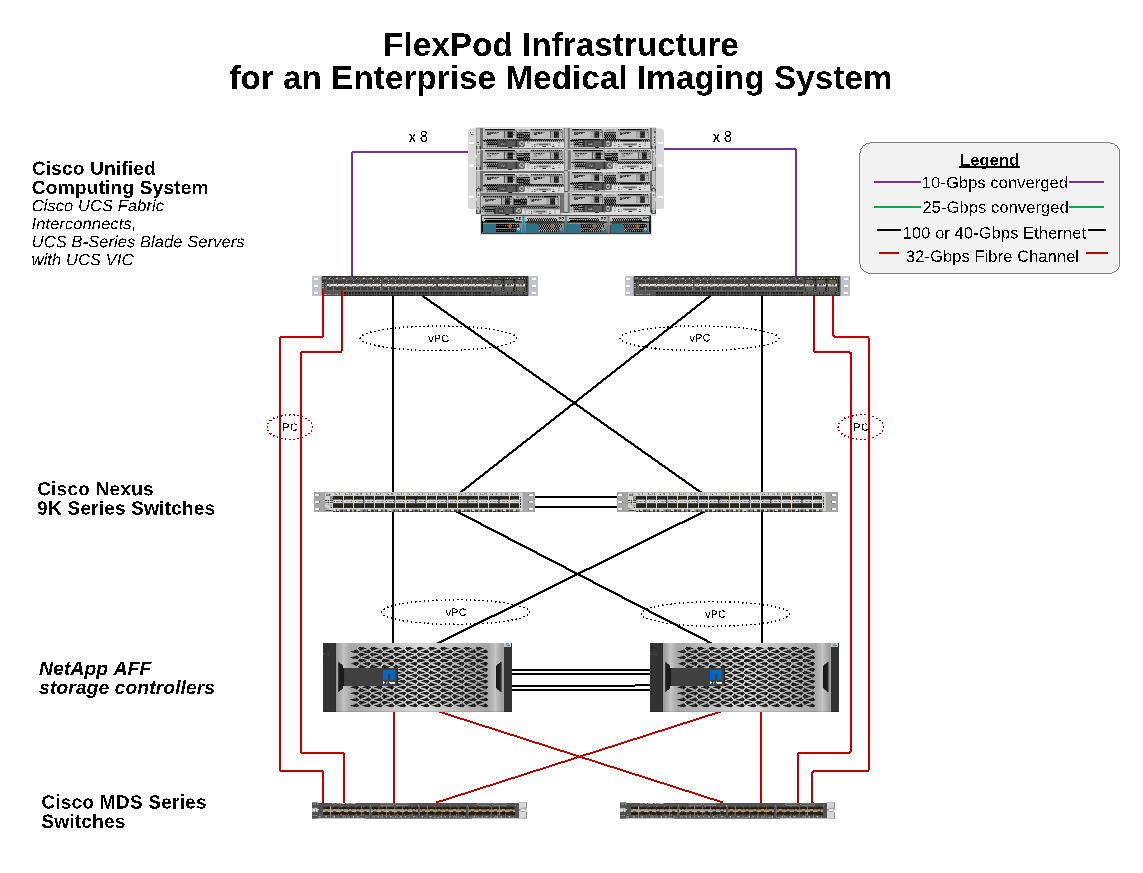 FlexPod Infrastructure
for an Enterprise Medical Imaging System
x 8
x 8
Cisco Unified
Computing System
Cisco UCS Fabric
Interconnects,
UCS B-Series Blade Servers
with UCS VIC
Legend
10-Gbps converged
25-Gbps converged
100 or 40-Gbps Ethernet
32-Gbps Fibre Channel
vPC
vPC
PC
PC
Cisco Nexus
9K Series Switches
vPC
vPC
NetApp AFF
storage controllers
Cisco MDS Series
Switches